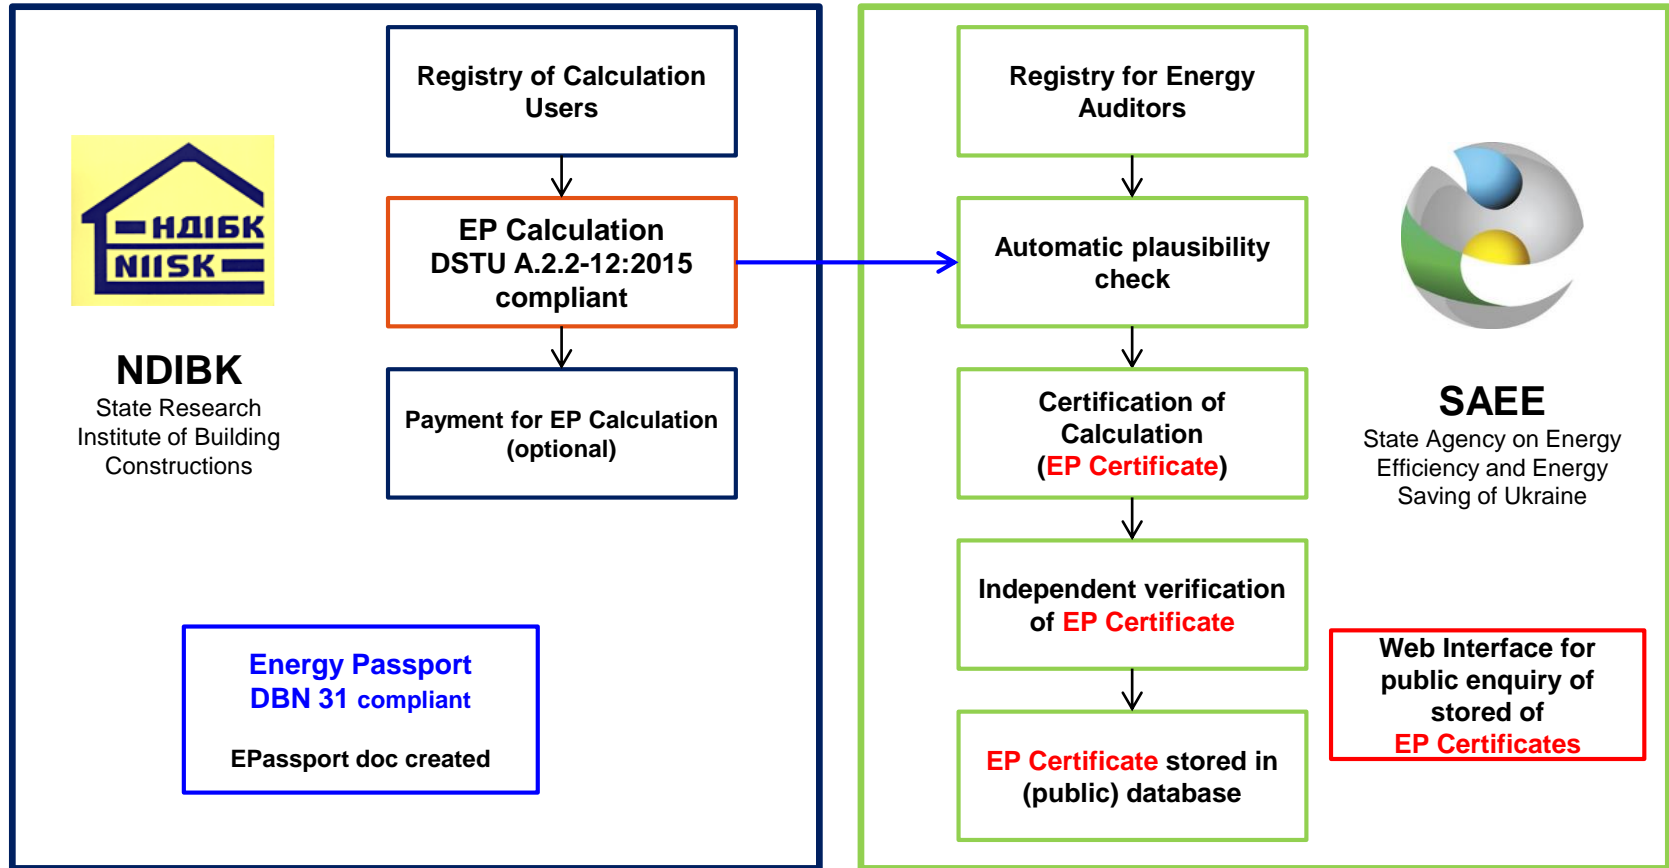 Registry of Calculation
Users
НДІБК
NIISK
EP Calculation
DSTU A.2.2-12:2015
compliant
NDIBK
State Research
Institute of Building
Constructions
Payment for EP Calculation
(optional)
Energy Passport
DBN 31 compliant
EPassport doc created
Registry for Energy
Auditors
Automatic plausibility
check
Certification of
Calculation
(EP Certificate)
SAEE
State Agency on Energy
Efficiency and Energy
Saving of Ukraine
Independent verification
of EP Certificate
EP Certificate stored in
(public) database
Web Interface for
public enquiry of
stored of
EP Certificates